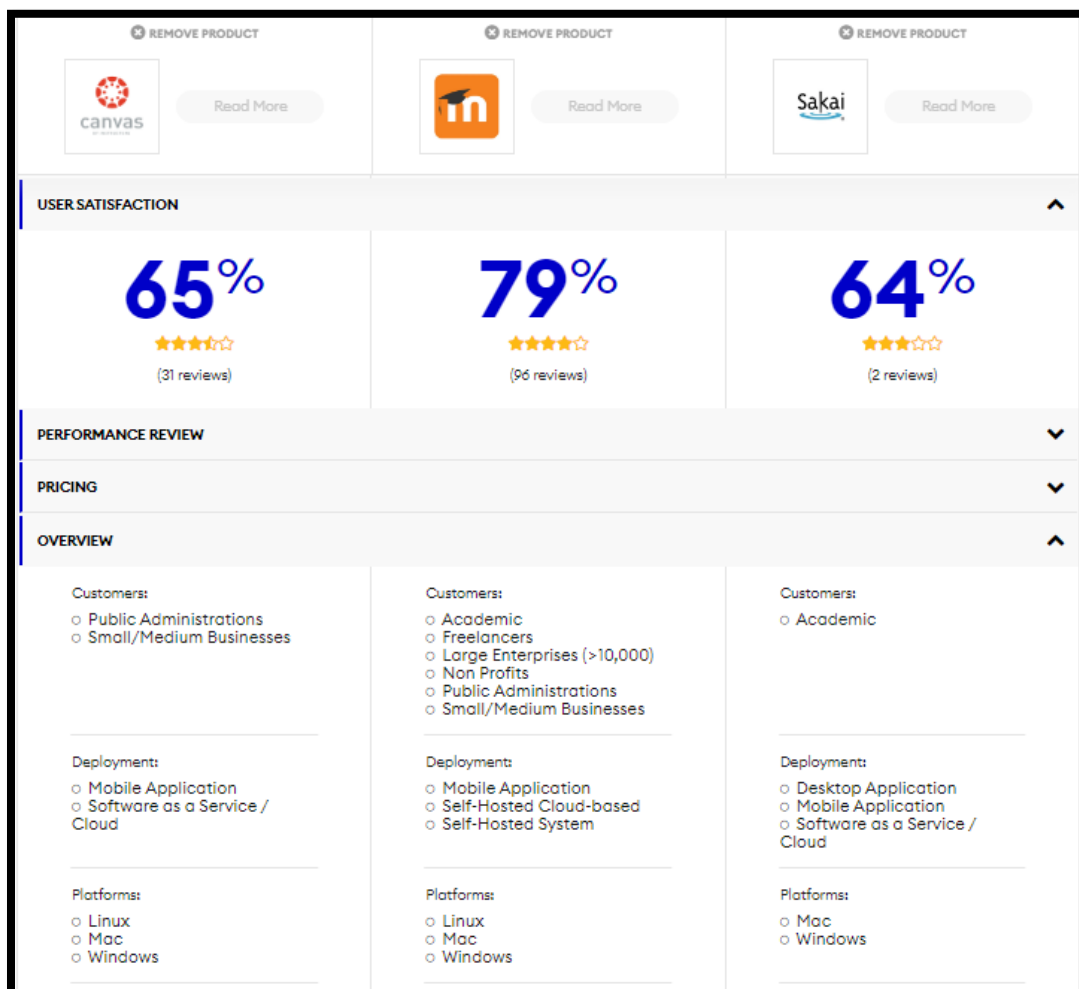 REMOVE PRODUCT
REMOVE PRODUCT
REMOVE PRODUCT
canvas
Read More
m
Read More
Sakai
Read More
USER SATISFACTION
65%
79%
64%
(31 reviews)
(96 reviews)
(2 reviews)
PERFORMANCE REVIEW
PRICING
OVERVIEW
Customers:
Public Administrations
Small/Medium Businesses
Customers:
Academic
Freelancers
Large Enterprises (>10,000)
Non Profits
Public Administrations
Small/Medium Businesses
Customers:
Academic
Deployment:
Mobile Application
Software as a Service /
Cloud
Deployment:
Mobile Application
Self-Hosted Cloud-based
Self-Hosted System
Deployment:
Desktop Application
Mobile Application
Software as a Service /
Cloud
Platforms:
Linux
Mac
Windows
Platforms:
Linux
Mac
Windows
Platforms:
Mac
Windows